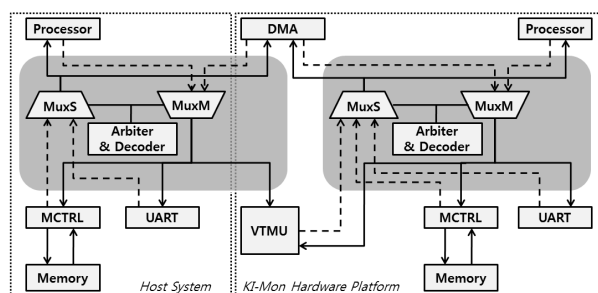 Processor
DMA
Processor
MuxS
MuxM
MuxS
MuxM
Arbiter
& Decoder
Arbiter
& Decoder
MCTRL
UART
VTMU
MCTRL
UART
Memory
Host System
KI-Mon Hardware Platform
Memory